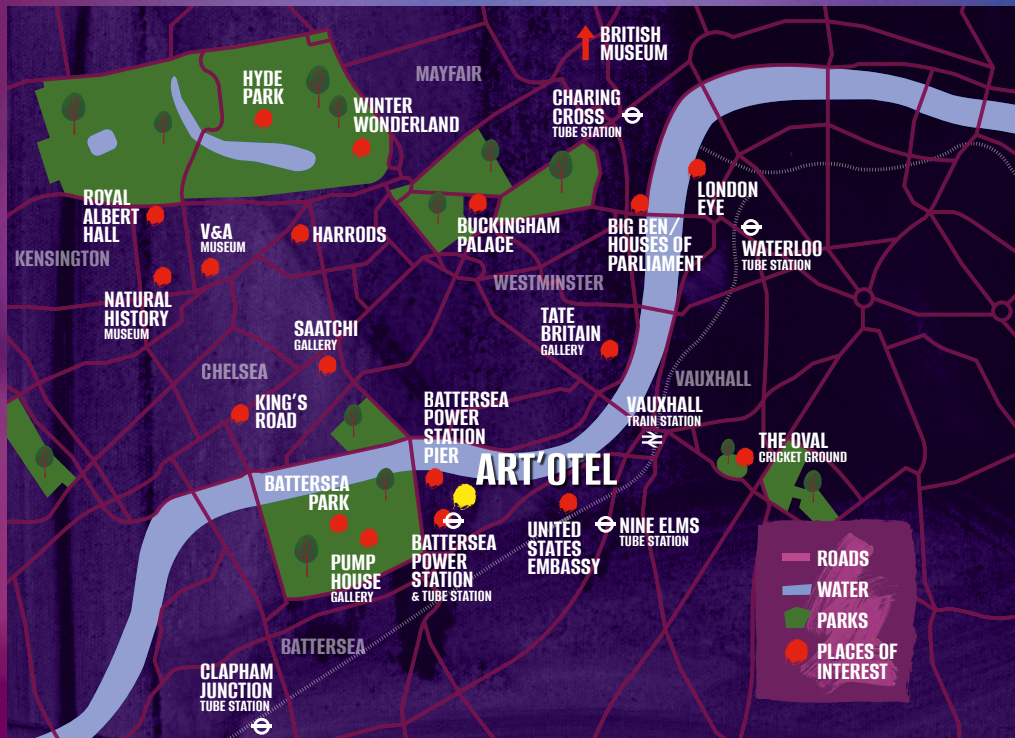 BRITISH
MUSEUM
MAYFAIR
HYDE
PARK
WINTER
WONDERLAND
CHARING
CROSS
TUBE STATION
ROYAL
ALBERT
HALL
V&A
MUSEUM
HARRODS
BUCKINGHAM
PALACE
BIG BEN/
HOUSES OF
PARLIAMENT
LONDON
EYE
WATERLOO
TUBE STATION
KENSINGTON
WESTMINSTER
NATURAL
HISTORY
MUSEUM
SAATCHI
GALLERY
TATE
BRITAIN
GALLERY
CHELSEA
VAUXHALL
KING'S
ROAD
BATTERSEA
POWER
STATION
PIER
VAUXHALL
TRAIN STATION
THE OVAL
CRICKET GROUND
ART'OTEL
BATTERSEA
PARK
PUMP
HOUSE
GALLERY
BATTERSEA
POWER
STATION
& TUBE STATION
UNITED
STATES
EMBASSY
NINE ELMS
TUBE STATION
BATTERSEA
CLAPHAM
JUNCTION
TUBE STATION
ROADS
WATER
PARKS
PLACES OF
INTEREST